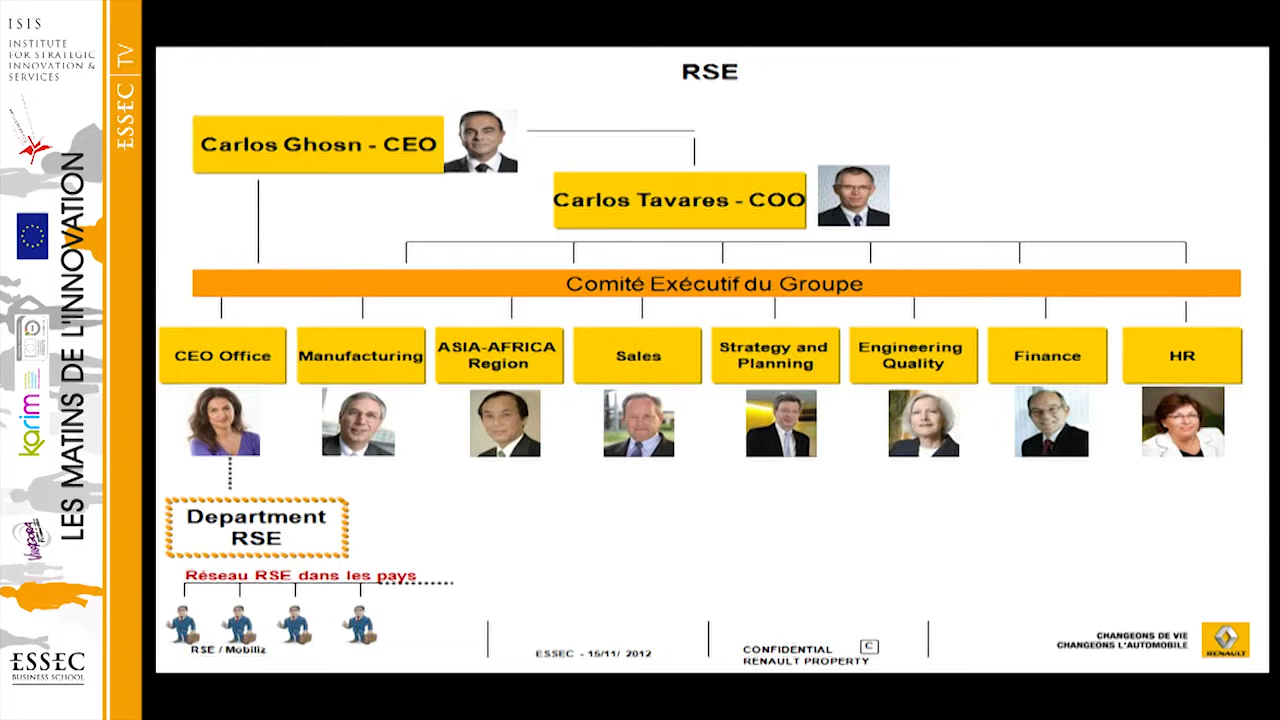 ISIS
INSTITUTE
FOR STRATEGIC
INNOVATION &
SERVICES
ESSEC | TV
LES MATINS DE L'INNOVATION
karim
ESSEC
BUSINESS SCHOOL
RSE
Carlos Ghosn - CEO
Carlos Tavares - COO
Comité Exécutif du Groupe
CEO Office
Manufacturing
ASIA-AFRICA
Region
Sales
Strategy and
Planning
Engineering
Quality
Finance
HR
Department
RSE
Réseau RSE dans les pays
RSE / Mobiliz
ESSEC - 15/11/ 2012
CONFIDENTIAL
C
RENAULT PROPERTY
CHANGEONS DE VIE
CHANGEONS L'AUTOMOBILE
RENAULT